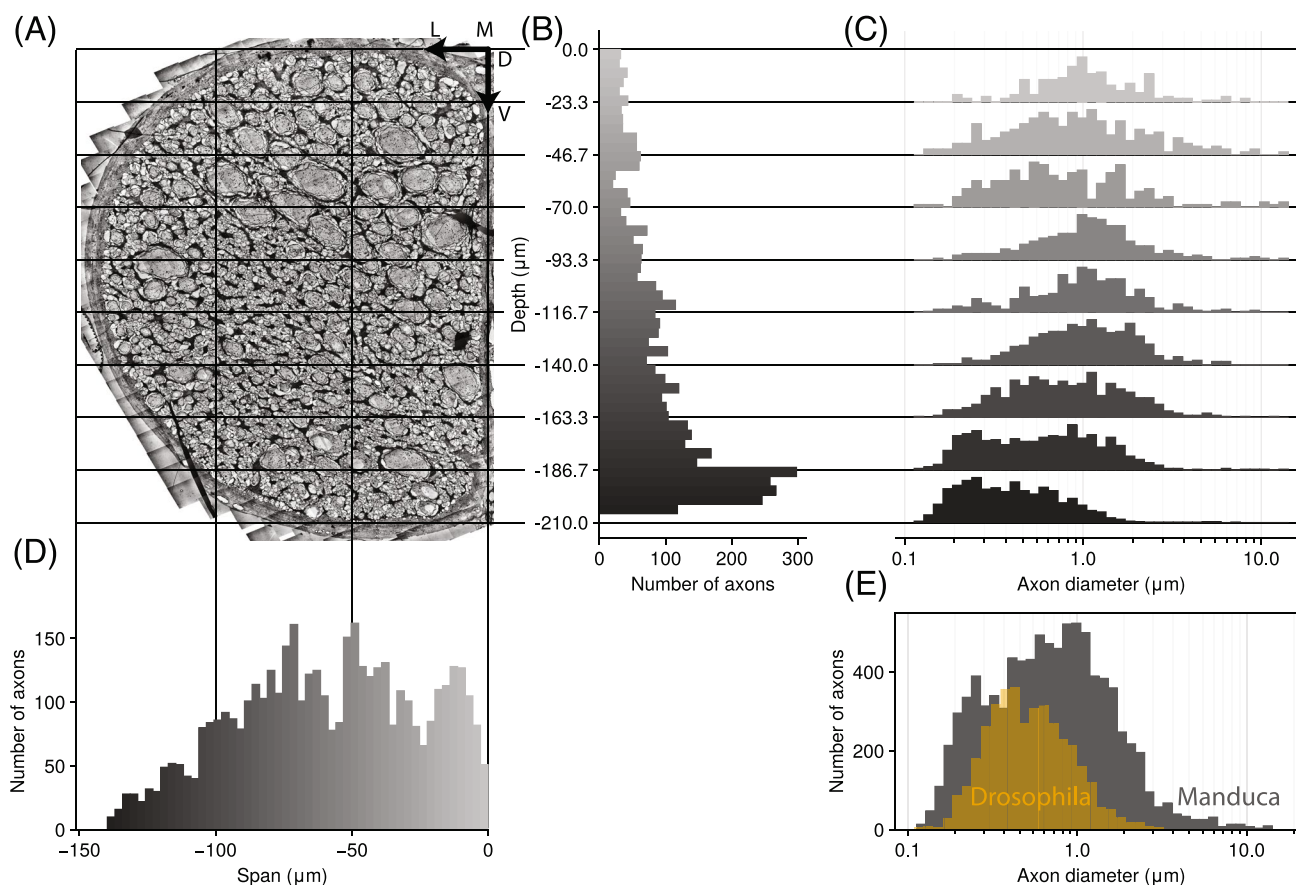 (A)
L
M
D
V
(B)
Depth (µm)
0.0
-23.3
-46.7
-70.0
-93.3
-116.7
-140.0
-163.3
-186.7
-210.0
0 100 200 300
Number of axons
(C)
0.1 1.0 10.0
Axon diameter (µm)
(D)
Number of axons
150
100
50
0
−150 −100 −50 0
Span (µm)
(E)
Number of axons
400
200
0
Drosophila
Manduca
0.1 1.0 10.0
Axon diameter (µm)